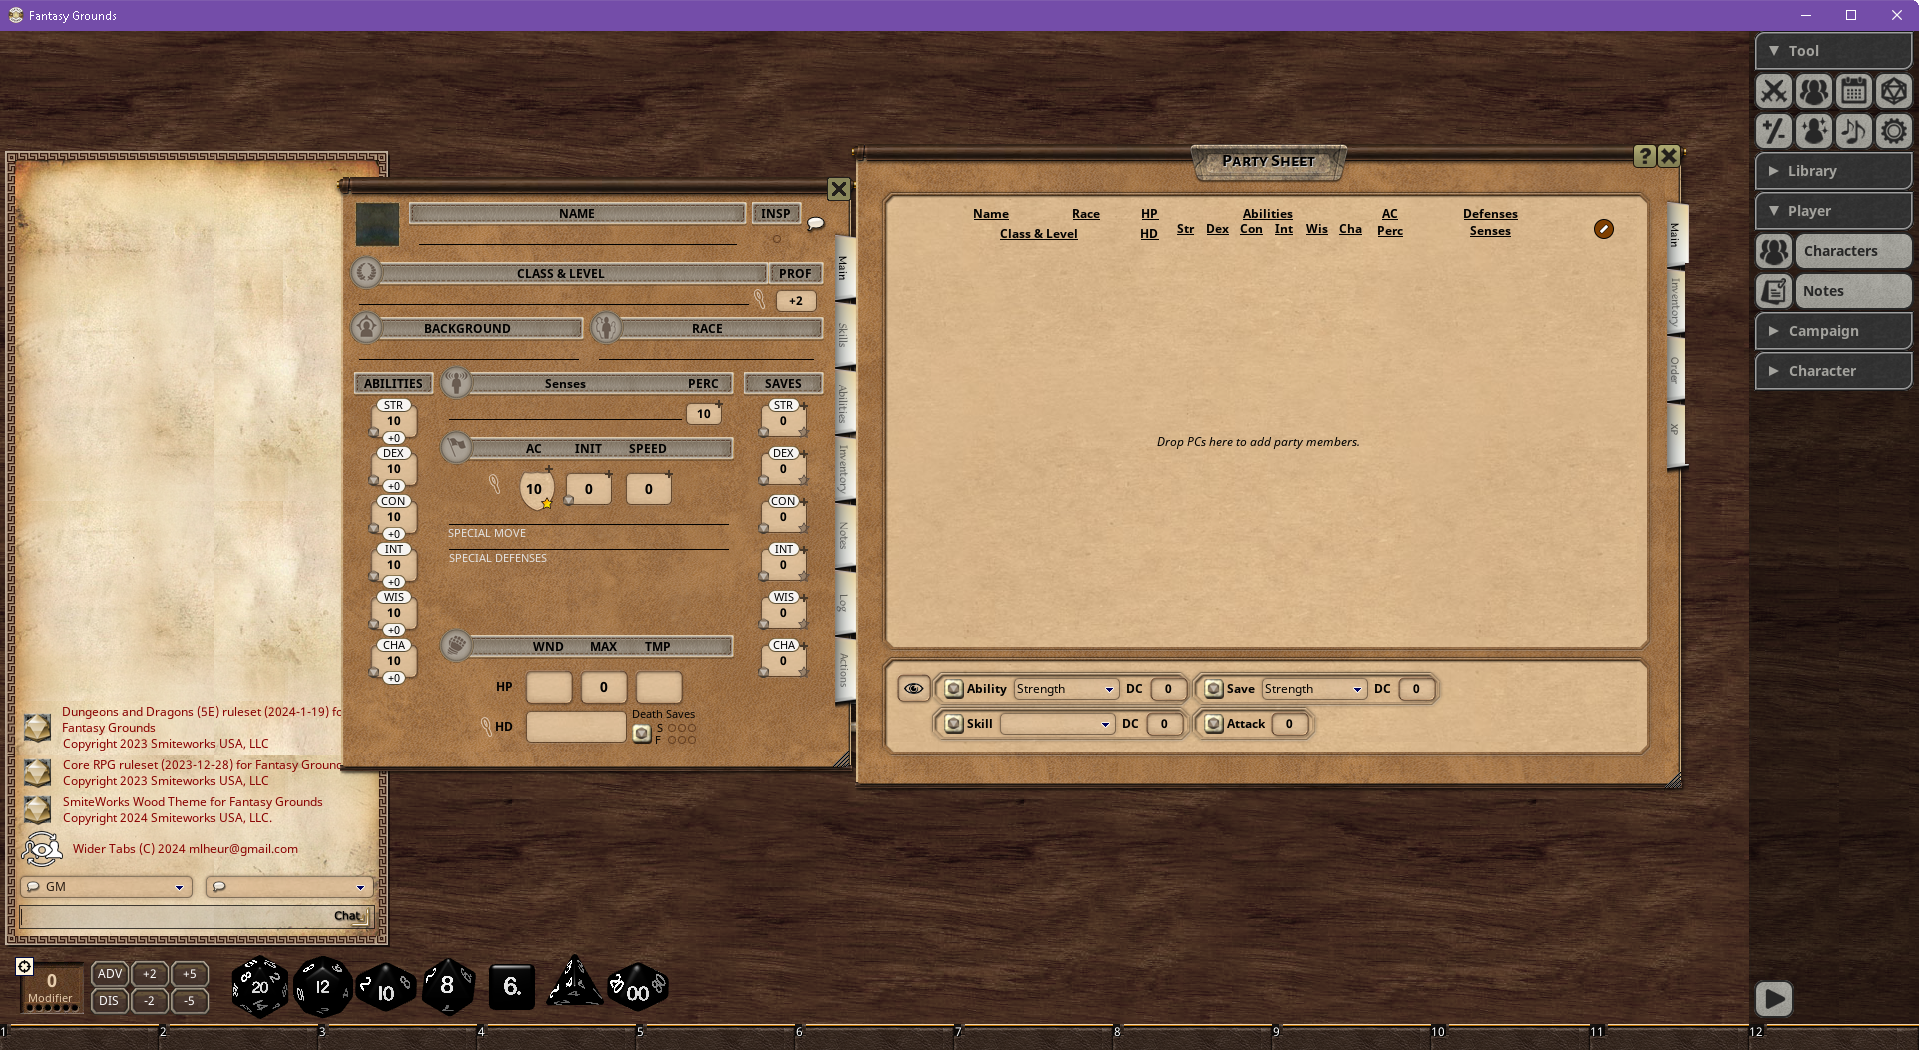 Fantasy Grounds
Tool
Library
Player
Characters
Notes
Campaign
Character
NAME
INSP
CLASS & LEVEL
PROF
+2
BACKGROUND
RACE
ABILITIES
Senses
PERC
SAVES
STR
10
+0
DEX
10
+0
CON
10
+0
INT
10
+0
WIS
10
+0
CHA
10
+0
10
AC INIT SPEED
10 0 0
SPECIAL MOVE
SPECIAL DEFENSES
WND MAX TMP
HP 0
HD
Death Saves
S
F
STR
0
DEX
0
CON
0
INT
0
WIS
0
CHA
0
Main
Skills
Abilities
Inventory
Notes
Log
Actions
PARTY SHEET
?
Name Race HP Abilities AC Defenses
Class & Level HD Str Dex Con Int Wis Cha Perc Senses
Drop PCs here to add party members.
Main
Inventory
Order
XP
Ability Strength DC 0 Save Strength DC 0
Skill DC 0 Attack 0
Dungeons and Dragons (5E) ruleset (2024-1-19) fo
Fantasy Grounds
Copyright 2023 Smiteworks USA, LLC
Core RPG ruleset (2023-12-28) for Fantasy Ground
Copyright 2023 Smiteworks USA, LLC
SmiteWorks Wood Theme for Fantasy Grounds
Copyright 2024 Smiteworks USA, LLC.
Wider Tabs (C) 2024 mlheur@gmail.com
GM
Chat
0
Modifier
ADV +2 +5
DIS -2 -5
20 12 10 8 6. 00
1 2 3 4 5 6 7 8 9 10 11 12